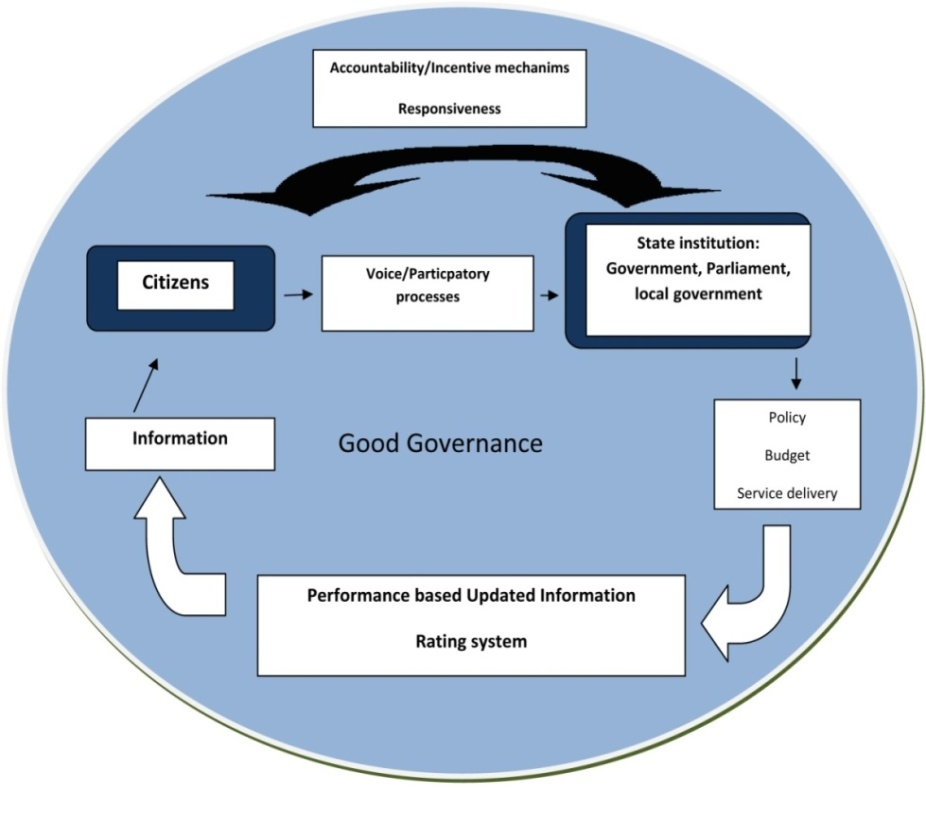 Accountability/Incentive mechanims
Responsiveness
Citizens
Voice/Particpatory
processes
State institution:
Government, Parliament,
local government
Information
Good Governance
Policy
Budget
Service delivery
Performance based Updated Information
Rating system